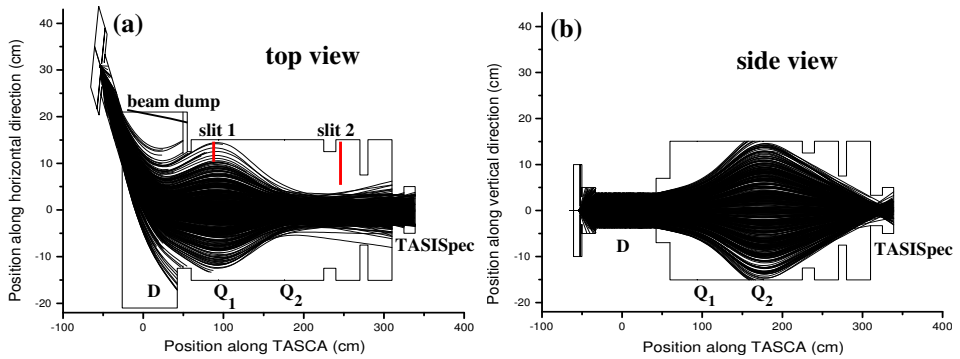 (a)
top view
beam dump
slit 1
slit 2
TASISpec
D
Q1
Q2
40
30
20
10
0
-10
-20
-100
0
100
200
300
400
Position along horizontal direction (cm)
Position along TASCA (cm)
(b)
side view
TASISpec
D
Q1
Q2
40
30
20
10
0
-10
-20
-100
0
100
200
300
400
Position along vertical direction (cm)
Position along TASCA (cm)